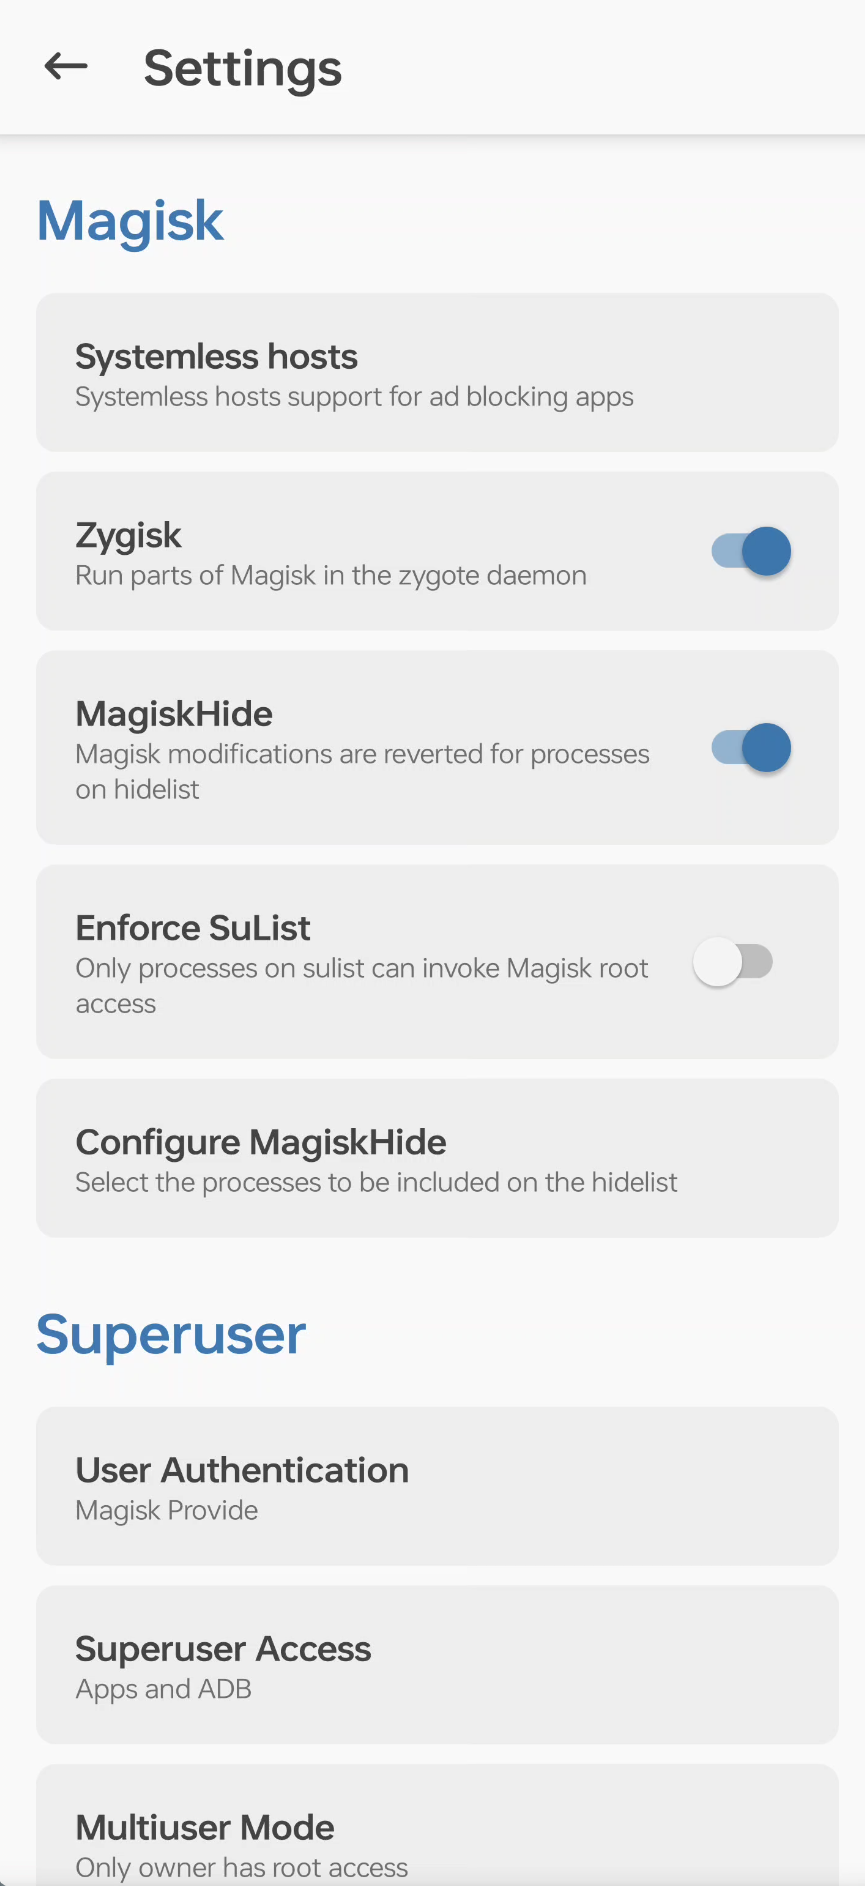 Settings
Magisk
Systemless hosts
Systemless hosts support for ad blocking apps
Zygisk
Run parts of Magisk in the zygote daemon
MagiskHide
Magisk modifications are reverted for processes
on hidelist
Enforce SuList
Only processes on sulist can invoke Magisk root
access
Configure MagiskHide
Select the processes to be included on the hidelist
Superuser
User Authentication
Magisk Provide
Superuser Access
Apps and ADB
Multiuser Mode
Only owner has root access